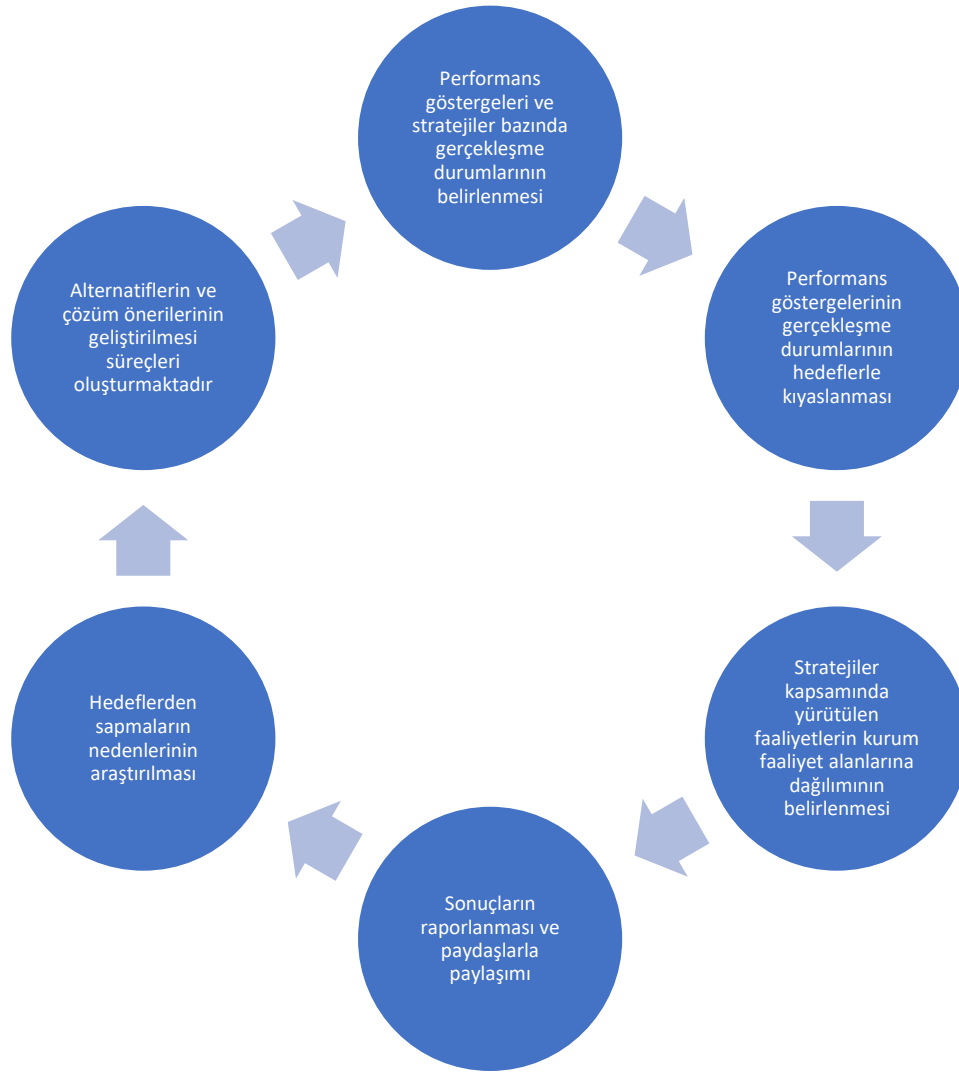 Performans
göstergeleri ve
stratejiler bazında
gerçekleşme
durumlarının
belirlenmesi
Performans
göstergelerinin
gerçekleşme
durumlarının
hedeflerle
kıyaslanması
Stratejiler
kapsamında
yürütülen
faaliyetlerin kurum
faaliyet alanlarına
dağılımının
belirlenmesi
Sonuçların
raporlanması ve
paydaşlarla
paylaşımı
Hedeflerden
sapmaların
nedenlerinin
araştırılması
Alternatiflerin ve
çözüm önerilerinin
geliştirilmesi
süreçleri
oluşturmaktadır